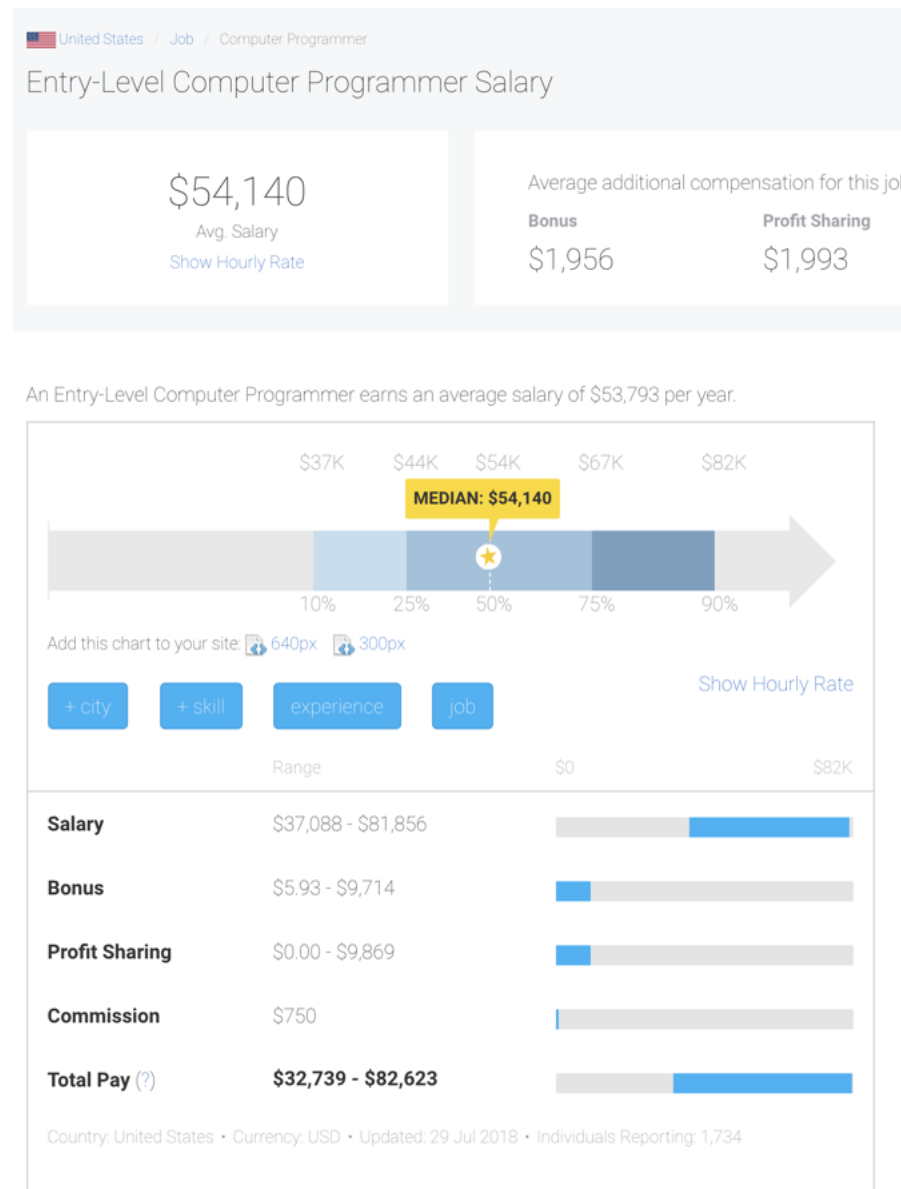 United States / Job / Computer Programmer
Entry-Level Computer Programmer Salary
$54,140
Avg. Salary
Show Hourly Rate
Average additional compensation for this
Bonus Profit Sharing
$1,956 $1,993
An Entry-Level Computer Programmer earns an average salary of $53,793 per year.
$37K $44K $54K $67K $82K
MEDIAN: $54,140
10% 25% 50% 75% 90%
Add this chart to your site: 640px 300px
Show Hourly Rate
+ city + skill experience job
Range $0 $82K
Salary $37,088 - $81,856
Bonus $5.93 - $9,714
Profit Sharing $0.00 - $9,869
Commission $750
Total Pay (?) $32,739 - $82,623
Country: United States • Currency: USD • Updated: 29 Jul 2018 • Individuals Reporting: 1,734